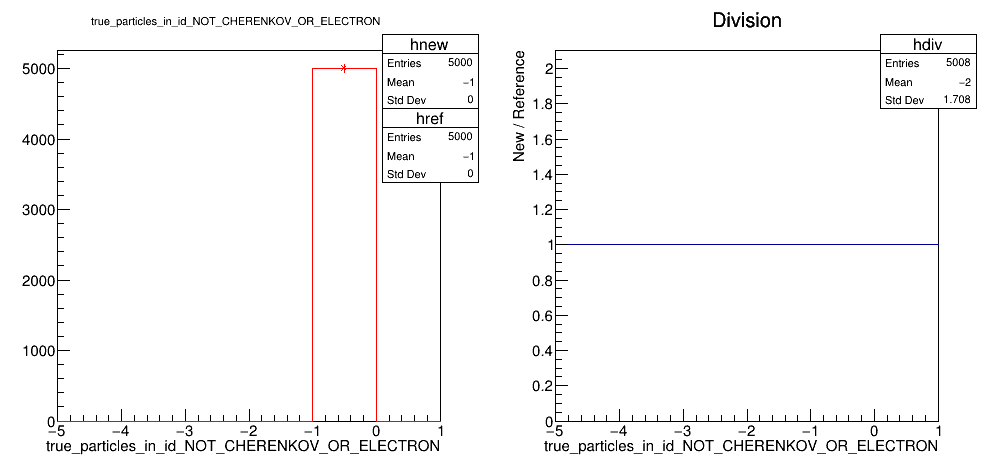 true_particles_in_id_NOT_CHERENKOV_OR_ELECTRON
hnew
Entries 5000
Mean −1
Std Dev 0
href
Entries 5000
Mean −1
Std Dev 0
5000
4000
3000
2000
1000
0
−5 −4 −3 −2 −1 0 1
true_particles_in_id_NOT_CHERENKOV_OR_ELECTRON
Division
hdiv
Entries 5008
Mean −2
Std Dev 1.708
New / Reference
2
1.8
1.6
1.4
1.2
1
0.8
0.6
0.4
0.2
0
−5 −4 −3 −2 −1 0 1
true_particles_in_id_NOT_CHERENKOV_OR_ELECTRON